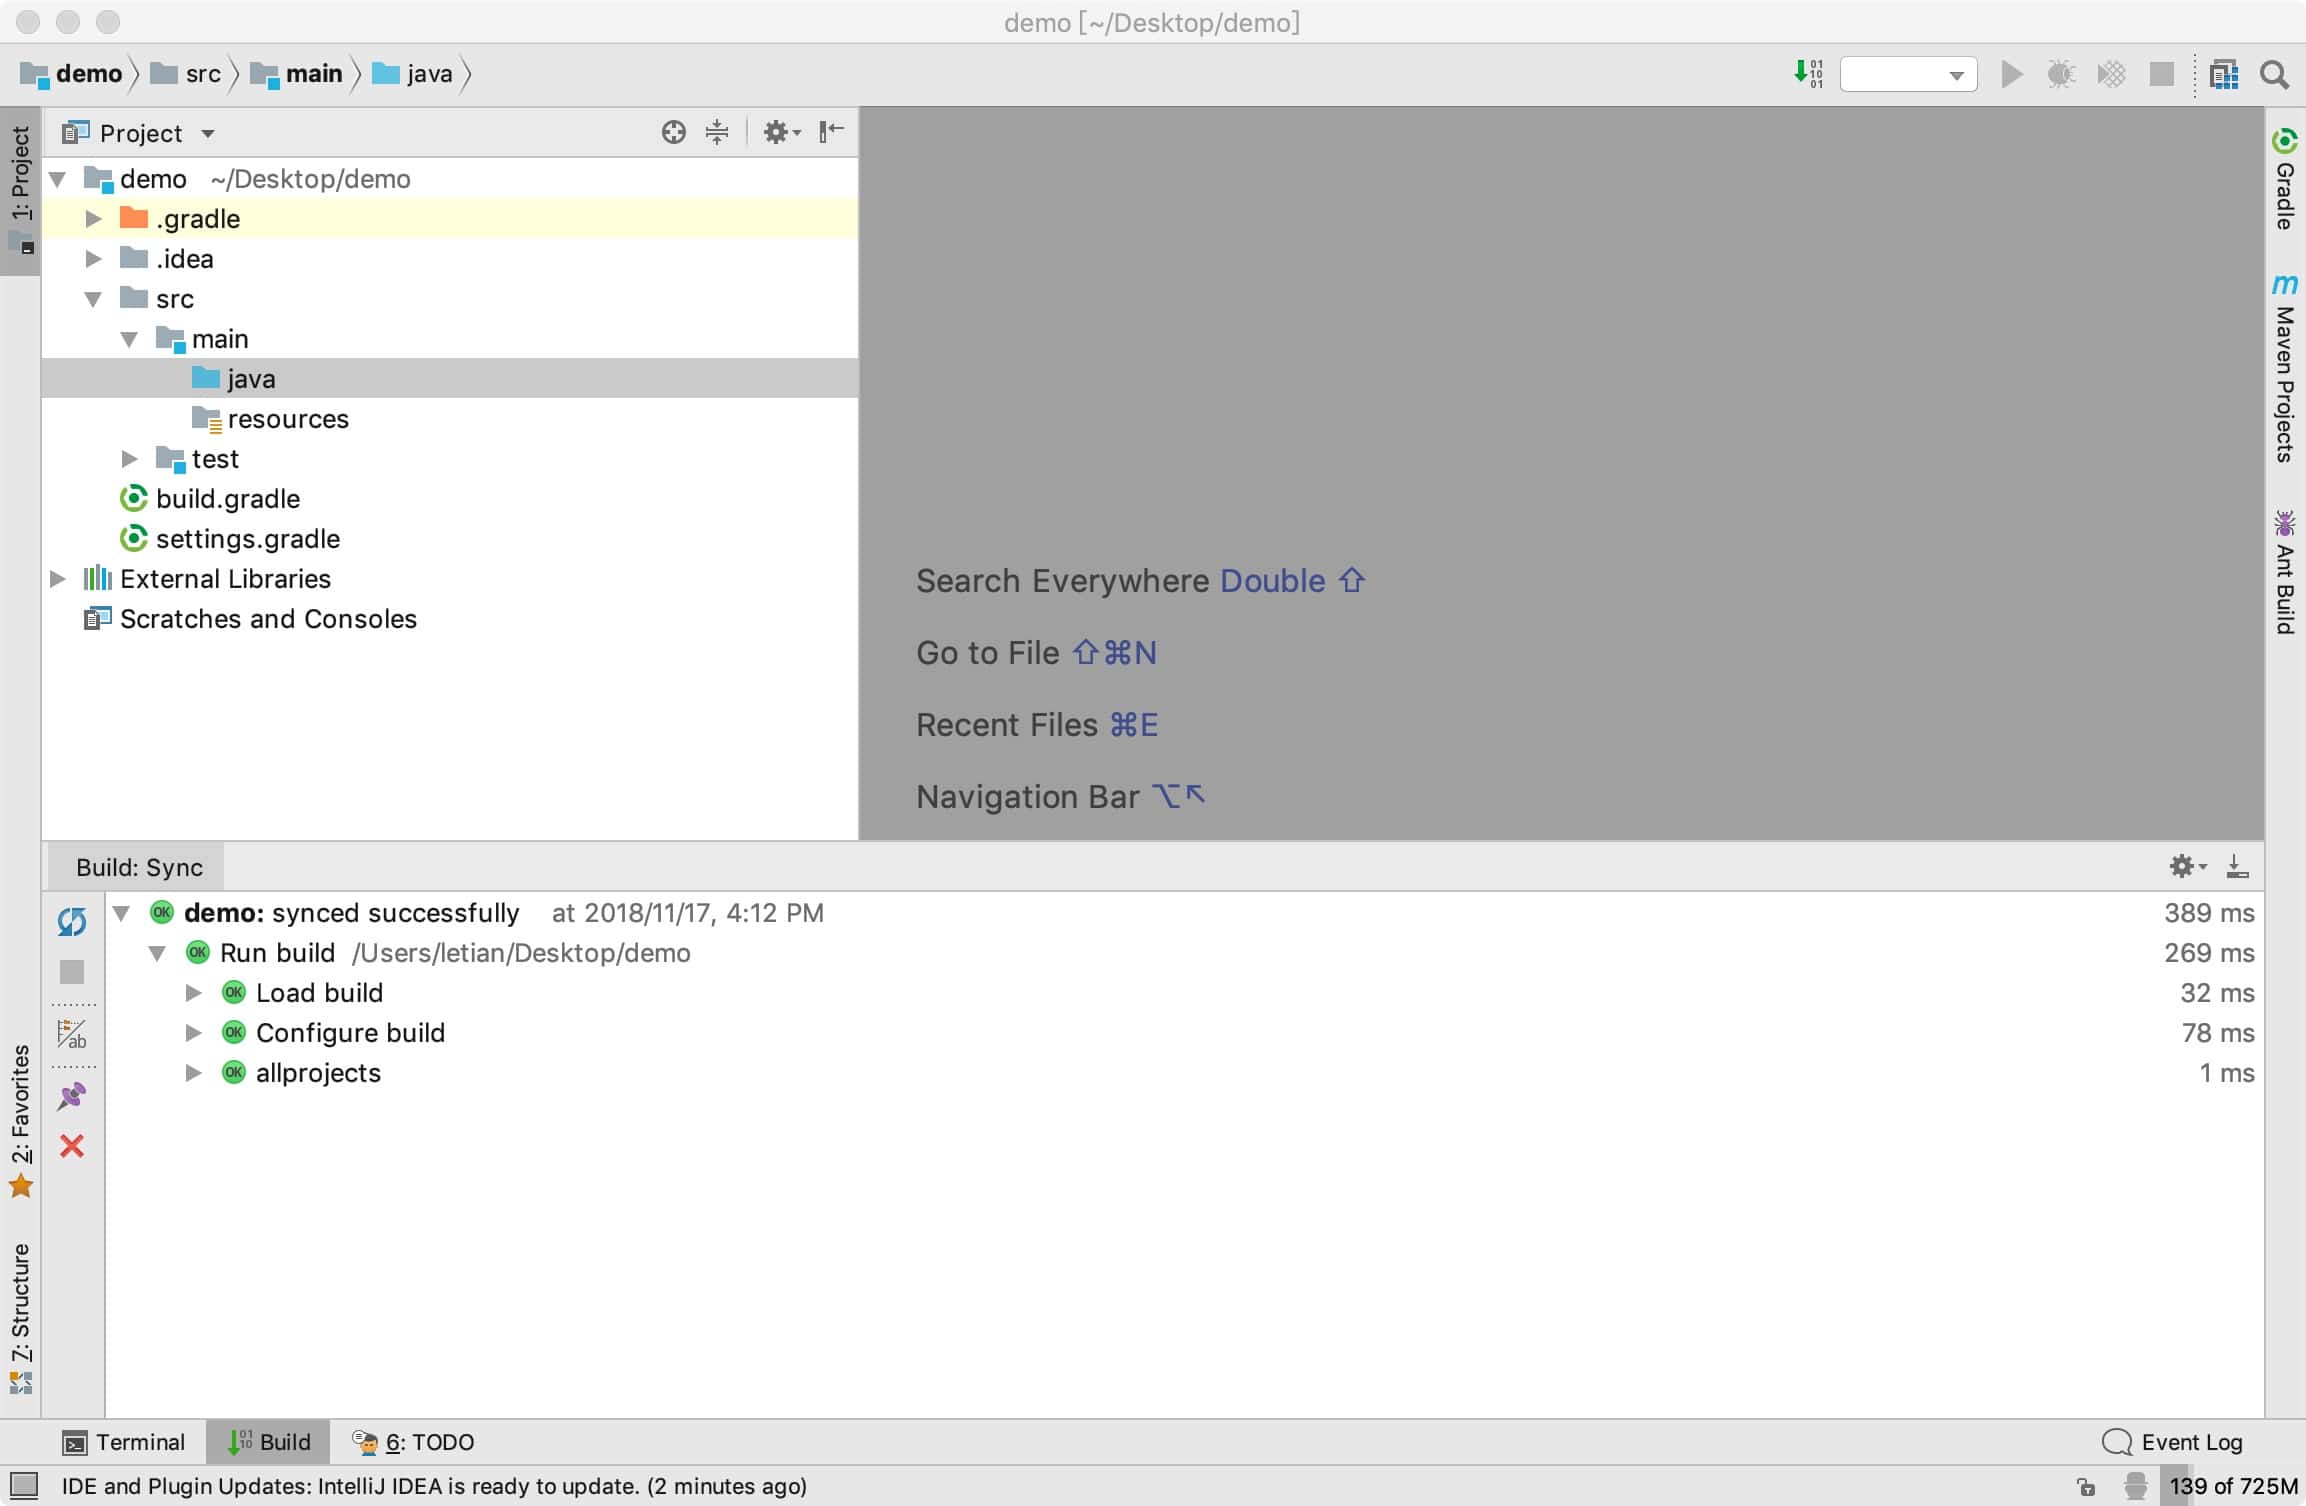 demo [~/Desktop/demo]
demo src main java
Project
demo ~/Desktop/demo
.gradle
.idea
src
main
java
resources
test
build.gradle
settings.gradle
External Libraries
Scratches and Consoles
1: Project
2: Favorites
7: Structure
Search Everywhere Double ⇧
Go to File ⇧⌘N
Recent Files ⌘E
Navigation Bar ⌥↖
Gradle
Maven Projects
Ant Build
Build: Sync
demo: synced successfully at 2018/11/17, 4:12 PM 389 ms
Run build /Users/letian/Desktop/demo 269 ms
Load build 32 ms
Configure build 78 ms
allprojects 1 ms
Terminal Build 6: TODO Event Log
IDE and Plugin Updates: IntelliJ IDEA is ready to update. (2 minutes ago) 139 of 725M